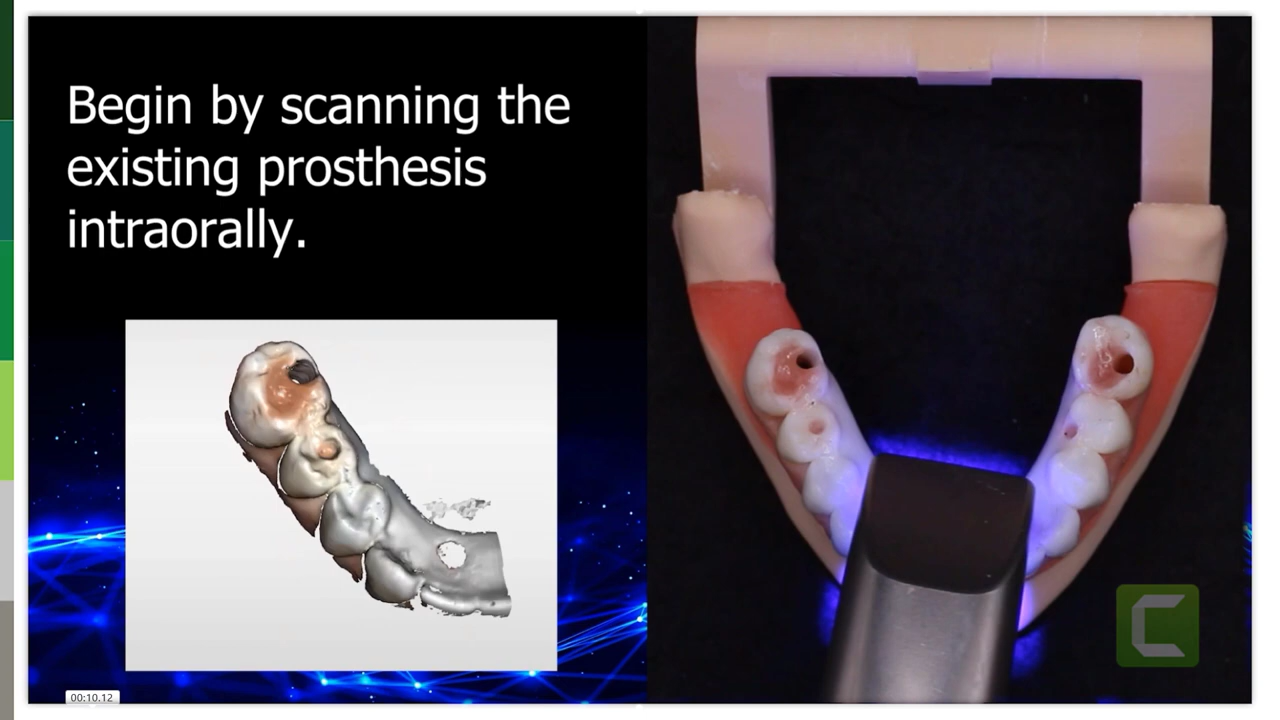 Begin by scanning the
existing prosthesis
intraorally.
00:10.12